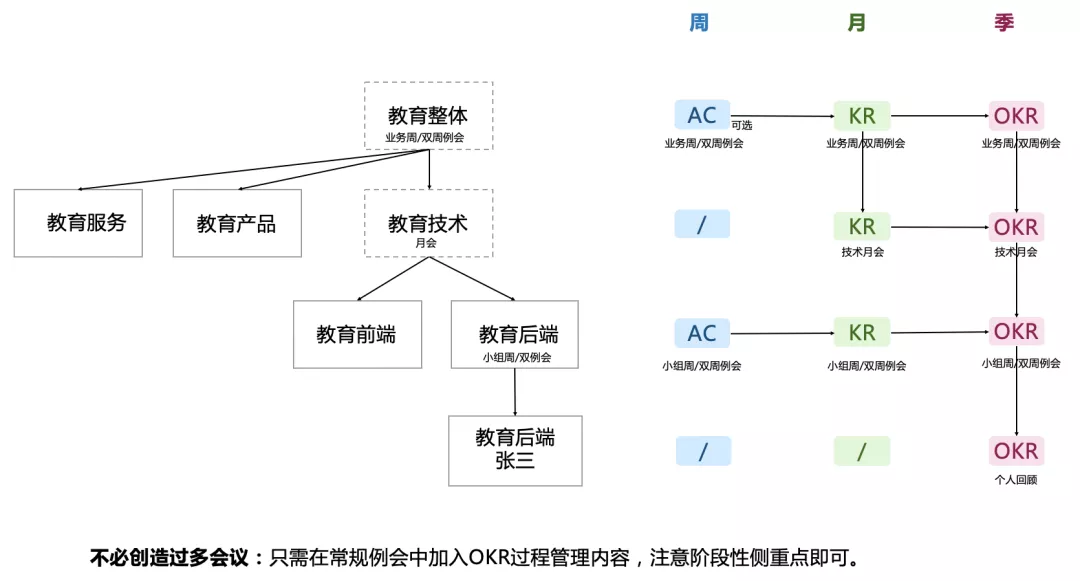 周 月 季
教育整体
业务周/双周例会
AC KR OKR
可选
业务周/双周例会 业务周/双周例会 业务周/双周例会
教育服务 教育产品 教育技术
月会
/ KR OKR
技术月会 技术月会
教育前端 教育后端
小组周/双例会
AC KR OKR
小组周/双周例会 小组周/双周例会 小组周/双周例会
教育后端
张三
/ / OKR
个人回顾
不必创造过多会议：只需在常规例会中加入OKR过程管理内容，注意阶段性侧重点即可。